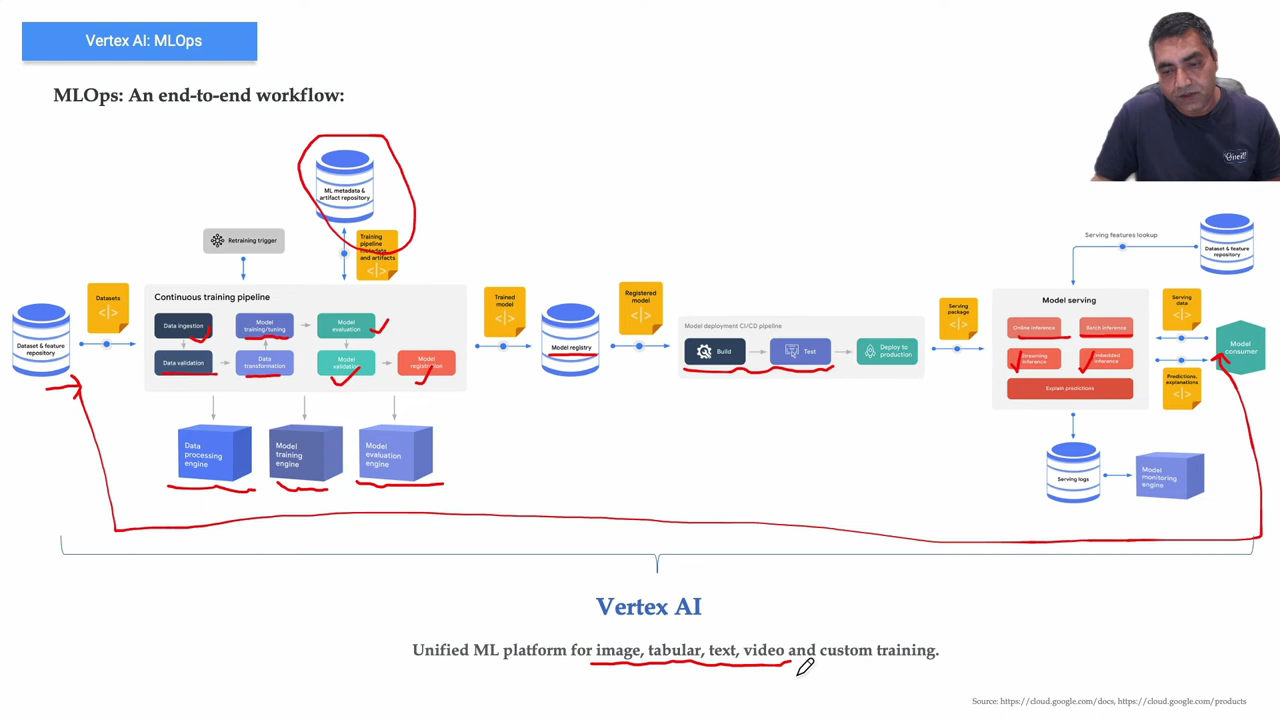 Vertex AI: MLOps
MLOps: An end-to-end workflow:
ML metadata &
artifact repository
Retraining trigger
Training
pipeline
metadata
and artifacts
Dataset & feature
repository
Datasets
Continuous training pipeline
Data ingestion
Model
training/tuning
Model
evaluation
Data validation
Data
transformation
Model
validation
Model
registration
Data
processing
engine
Model
training
engine
Model
evaluation
engine
Trained
model
Model registry
Registered
model
Model deployment CI/CD pipeline
Build
Test
Deploy to
production
Serving
package
Serving features lookup
Dataset & feature
repository
Model serving
Online inference
Batch inference
Streaming
inference
Embedded
inference
Explain predictions
Serving
data
Model
consumer
Predictions,
explanations
Serving logs
Model
monitoring
engine
Vertex AI
Unified ML platform for image, tabular, text, video and custom training.
Source: https://cloud.google.com/docs, https://cloud.google.com/products